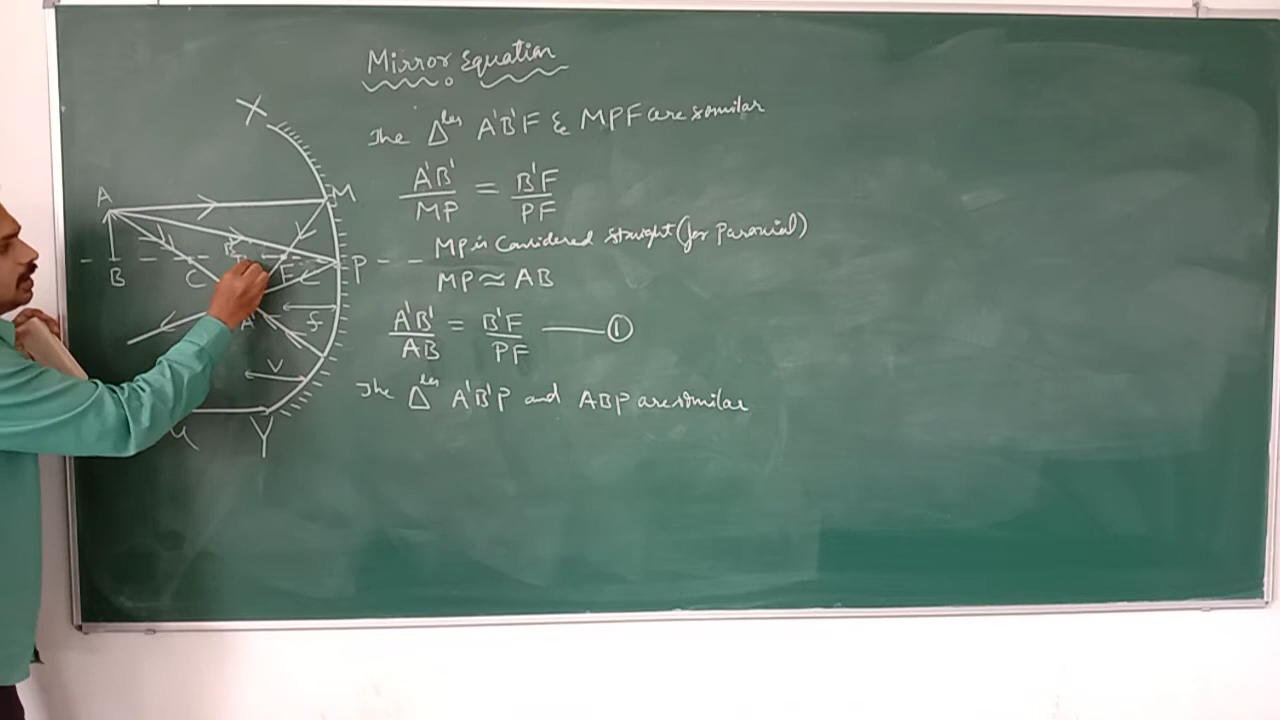 Mirror Equation
The Δles A'B'F & MPF are similar
A'B'/MP = B'F/PF
MP is Considered straight (for Paraxial)
MP ≈ AB
A'B'/AB = B'F/PF —— ①
The Δles A'B'P and ABP are similar
X
A
M
B'
B
C
F
P
A'
f
v
u
Y